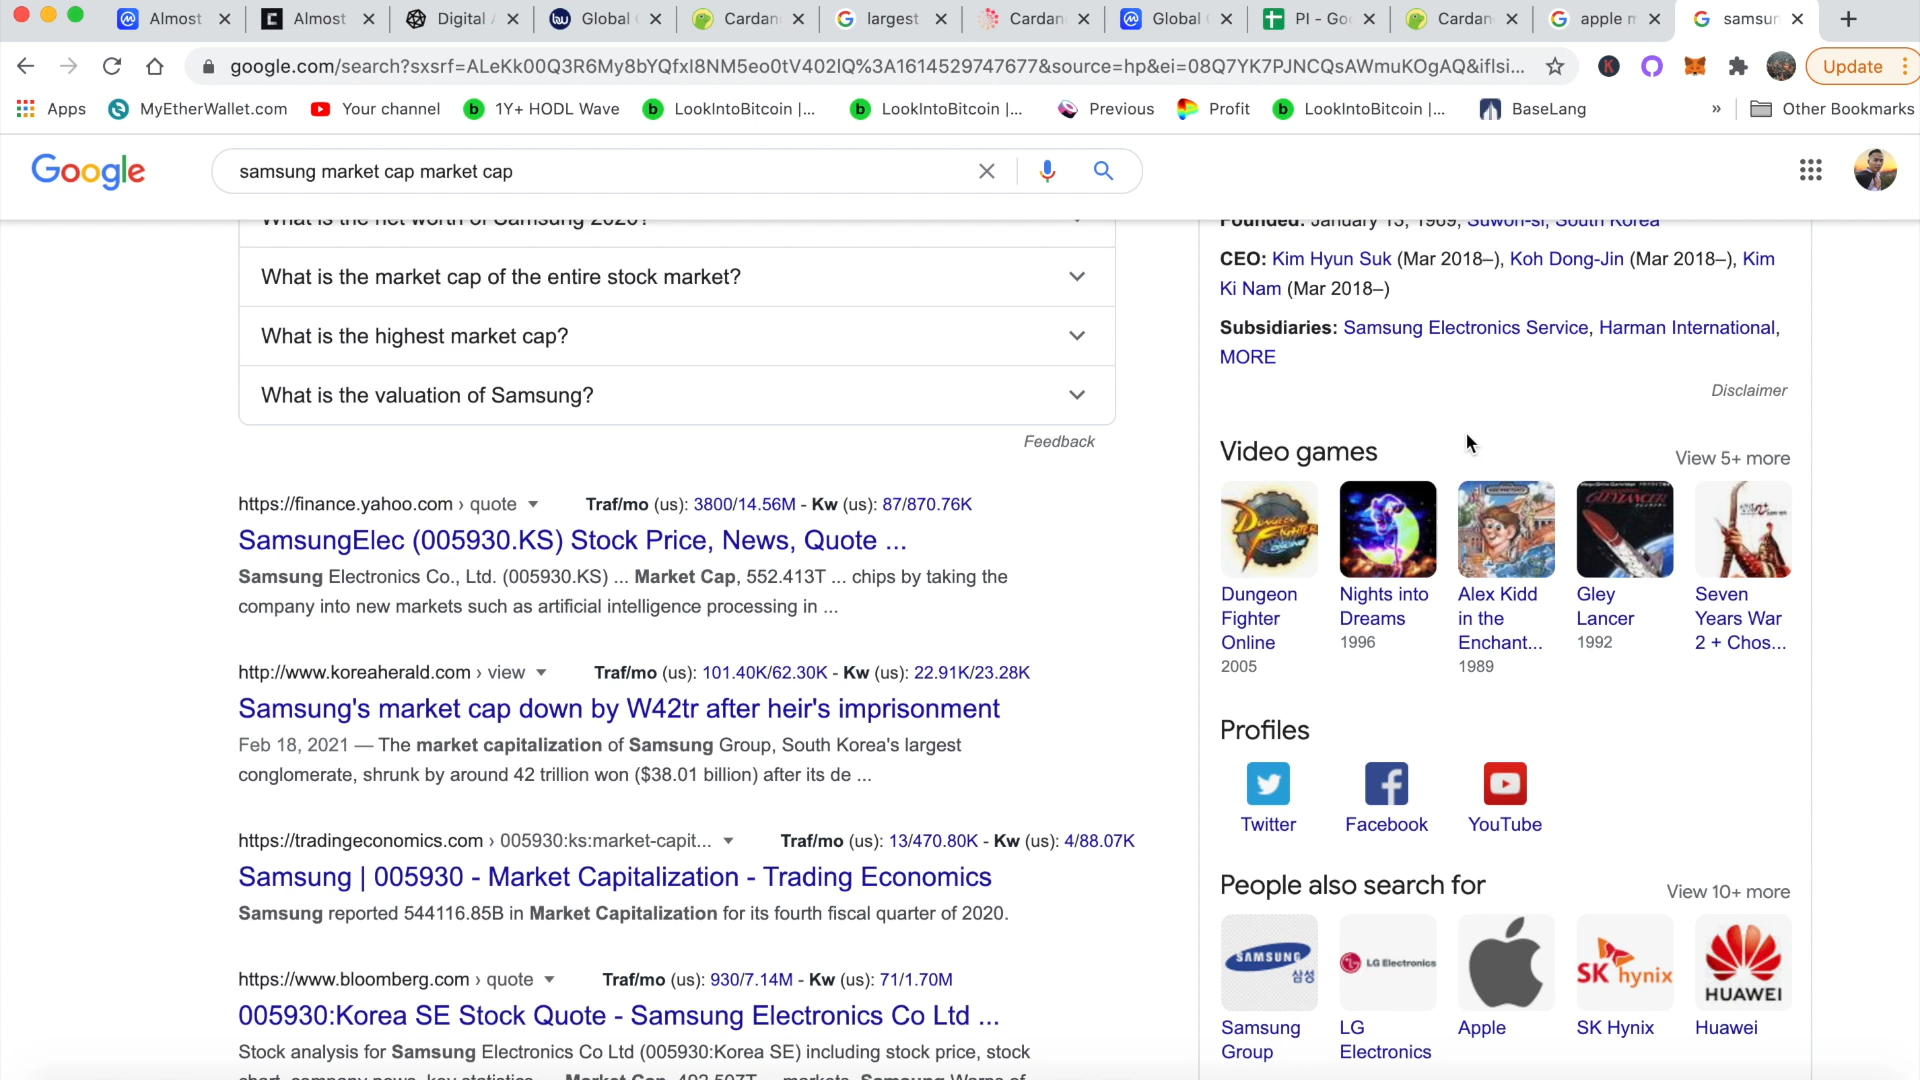 Almost
Almost
Digital
Global
Cardan
largest
Cardan
Global
PI - Go
Cardan
apple m
samsun
google.com/search?sxsrf=ALeKk00Q3R6My8bYQfxI8NM5eo0tV402IQ%3A1614529747677&source=hp&ei=08Q7YK7PJNCQsAWmuKOgAQ&iflsi...
Update
Apps
MyEtherWallet.com
Your channel
1Y+ HODL Wave
LookIntoBitcoin |...
LookIntoBitcoin |...
Previous
Profit
LookIntoBitcoin |...
BaseLang
»
Other Bookmarks
Google
samsung market cap market cap
What is the net worth of Samsung 2020?
What is the market cap of the entire stock market?
What is the highest market cap?
What is the valuation of Samsung?
Feedback
https://finance.yahoo.com › quote
Traf/mo (us): 3800/14.56M - Kw (us): 87/870.76K
SamsungElec (005930.KS) Stock Price, News, Quote ...
Samsung Electronics Co., Ltd. (005930.KS) ... Market Cap, 552.413T ... chips by taking the
company into new markets such as artificial intelligence processing in ...
http://www.koreaherald.com › view
Traf/mo (us): 101.40K/62.30K - Kw (us): 22.91K/23.28K
Samsung's market cap down by W42tr after heir's imprisonment
Feb 18, 2021 — The market capitalization of Samsung Group, South Korea's largest
conglomerate, shrunk by around 42 trillion won ($38.01 billion) after its de ...
https://tradingeconomics.com › 005930:ks:market-capit...
Traf/mo (us): 13/470.80K - Kw (us): 4/88.07K
Samsung | 005930 - Market Capitalization - Trading Economics
Samsung reported 544116.85B in Market Capitalization for its fourth fiscal quarter of 2020.
https://www.bloomberg.com › quote
Traf/mo (us): 930/7.14M - Kw (us): 71/1.70M
005930:Korea SE Stock Quote - Samsung Electronics Co Ltd ...
Stock analysis for Samsung Electronics Co Ltd (005930:Korea SE) including stock price, stock
Founded: January 13, 1969, Suwon-si, South Korea
CEO: Kim Hyun Suk (Mar 2018–), Koh Dong-Jin (Mar 2018–), Kim
Ki Nam (Mar 2018–)
Subsidiaries: Samsung Electronics Service, Harman International,
MORE
Disclaimer
Video games
View 5+ more
Dungeon
Fighter
Online
2005
Nights into
Dreams
1996
Alex Kidd
in the
Enchant...
1989
Gley
Lancer
1992
Seven
Years War
2 + Chos...
Profiles
Twitter
Facebook
YouTube
People also search for
View 10+ more
SAMSUNG
삼성
LG Electronics
SK hynix
HUAWEI
Samsung
Group
LG
Electronics
Apple
SK Hynix
Huawei